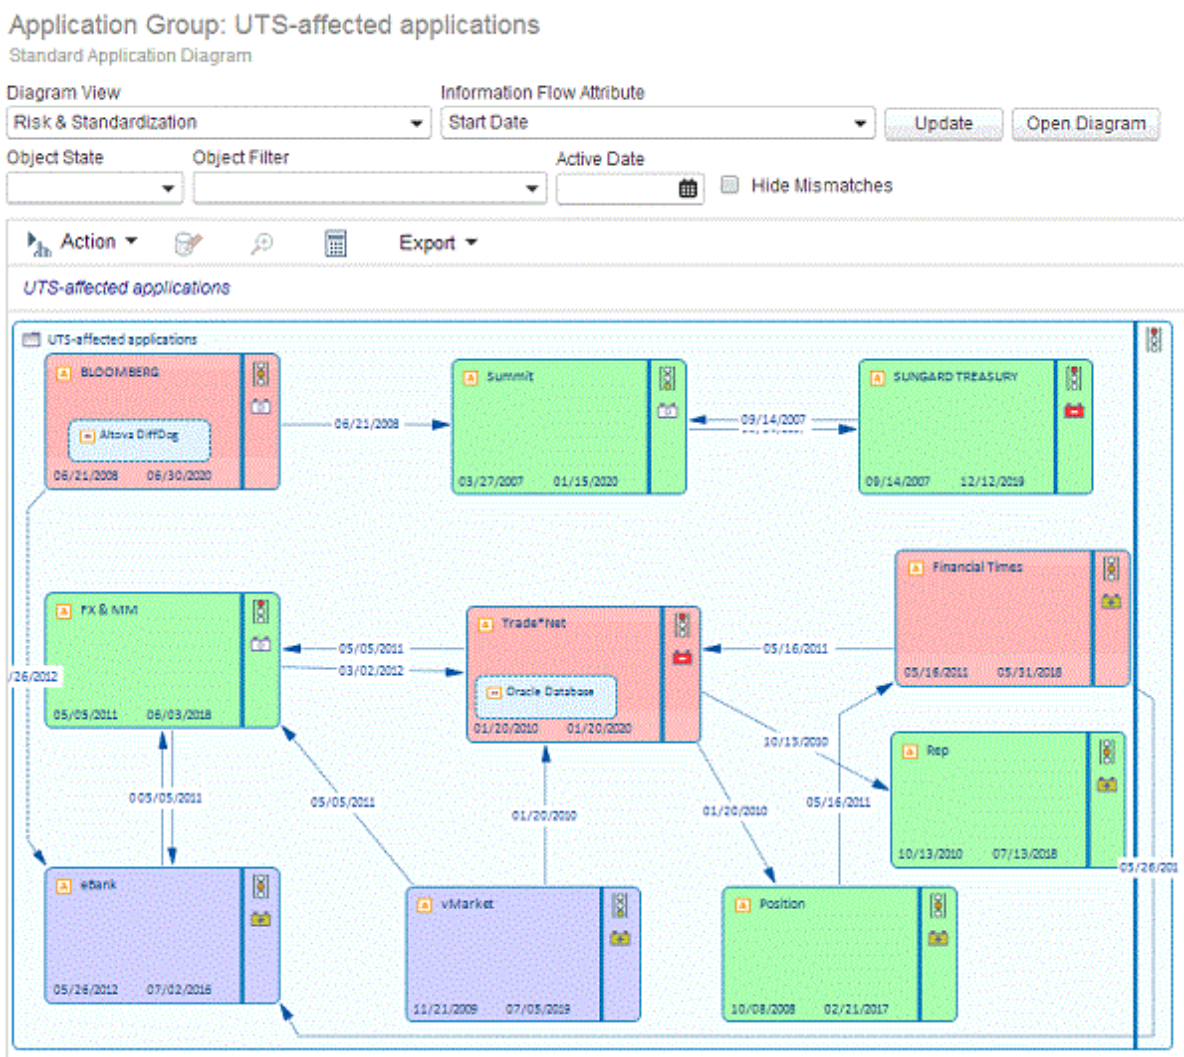 Application Group: UTS-affected applications
Standard Application Diagram
Diagram View
Information Flow Attribute
Risk & Standardization
Start Date
Update
Open Diagram
Object State
Object Filter
Active Date
Hide Mismatches
Action
Export
UTS-affected applications
UTS-affected applications
BLOOMBERG
Altova DiffDog
06/21/2008 06/30/2020
06/21/2008
Summit
03/27/2007 01/15/2020
09/14/2007
SUNGARD TREASURY
09/14/2007 12/12/2019
Financial Times
05/16/2011 05/31/2018
FX & MM
05/05/2011 06/03/2018
05/05/2011
03/02/2012
Trade*Net
Oracle Database
01/20/2010 01/20/2020
05/16/2011
/26/2012
10/13/2010
Rep
10/13/2010 07/13/2018
0 05/05/2011
05/05/2011
01/20/2010
01/20/2010
05/16/2011
05/26/201
eBank
05/26/2012 07/02/2016
vMarket
11/21/2009 07/05/2019
Position
10/08/2008 02/21/2017